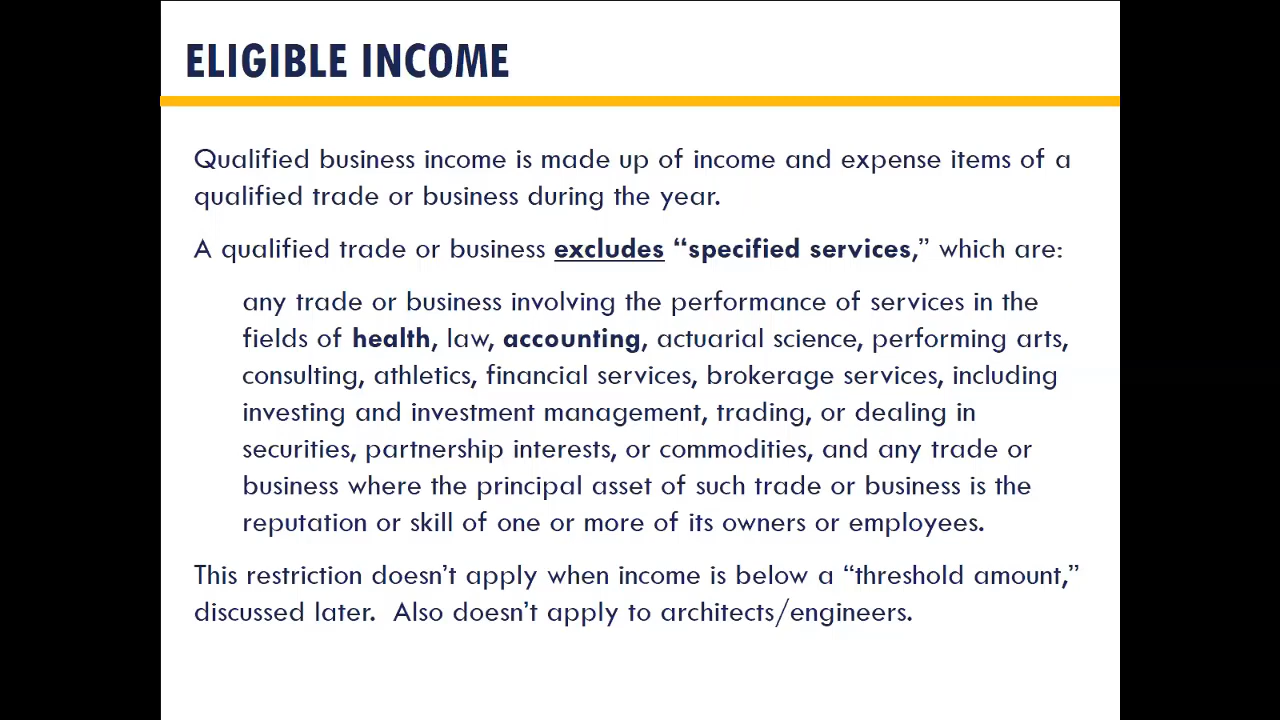 ELIGIBLE INCOME
Qualified business income is made up of income and expense items of a
qualified trade or business during the year.
A qualified trade or business excludes “specified services,” which are:
any trade or business involving the performance of services in the
fields of health, law, accounting, actuarial science, performing arts,
consulting, athletics, financial services, brokerage services, including
investing and investment management, trading, or dealing in
securities, partnership interests, or commodities, and any trade or
business where the principal asset of such trade or business is the
reputation or skill of one or more of its owners or employees.
This restriction doesn’t apply when income is below a “threshold amount,”
discussed later.  Also doesn’t apply to architects/engineers.